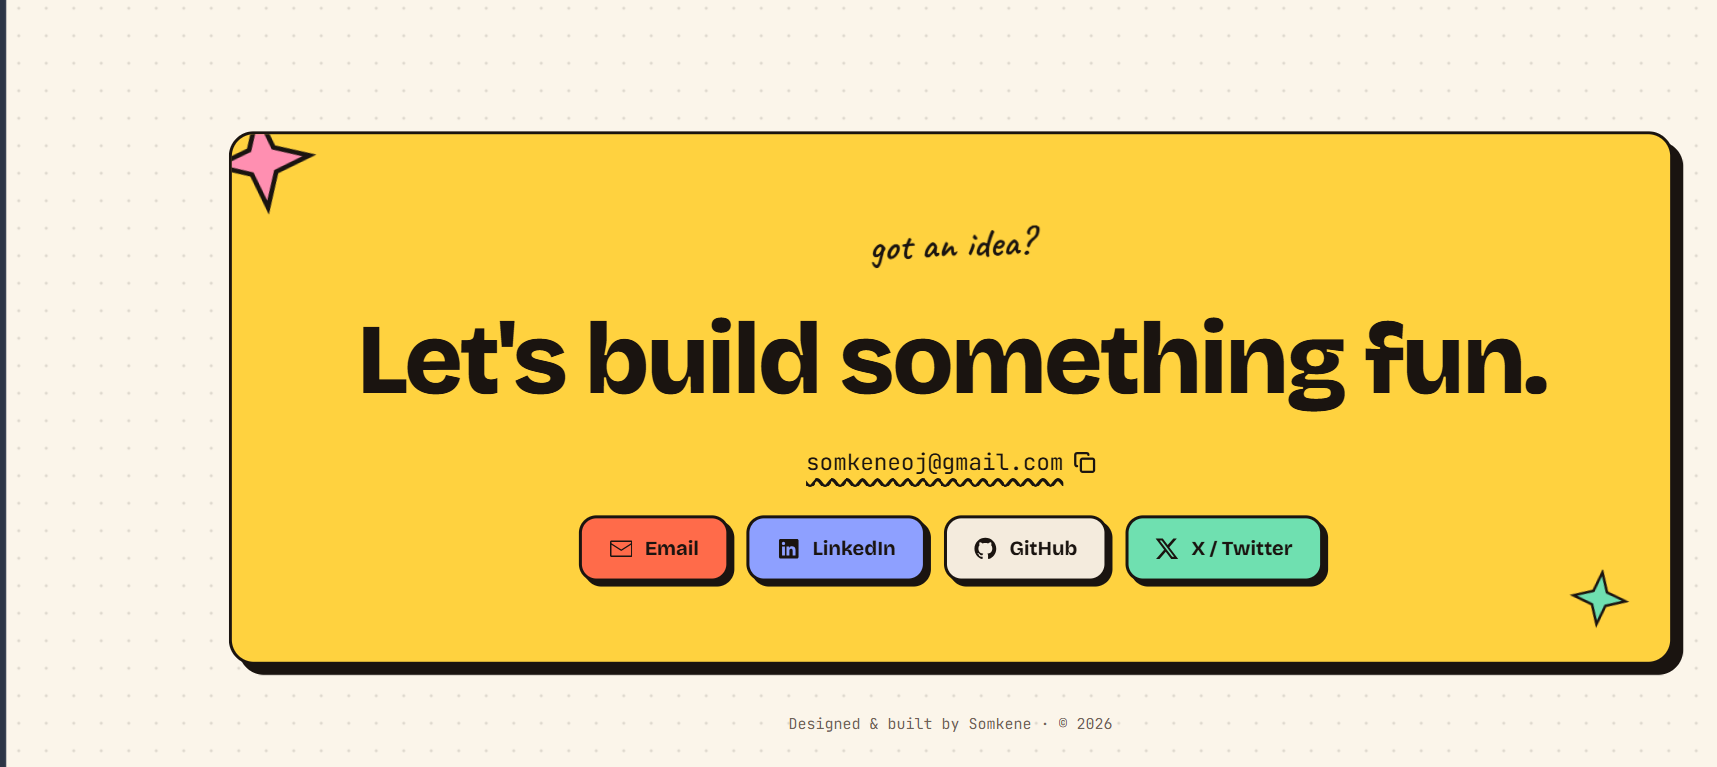 got an idea?
Let's build something fun.
somkeneoj@gmail.com
Email LinkedIn GitHub X / Twitter
Designed & built by Somkene · © 2026